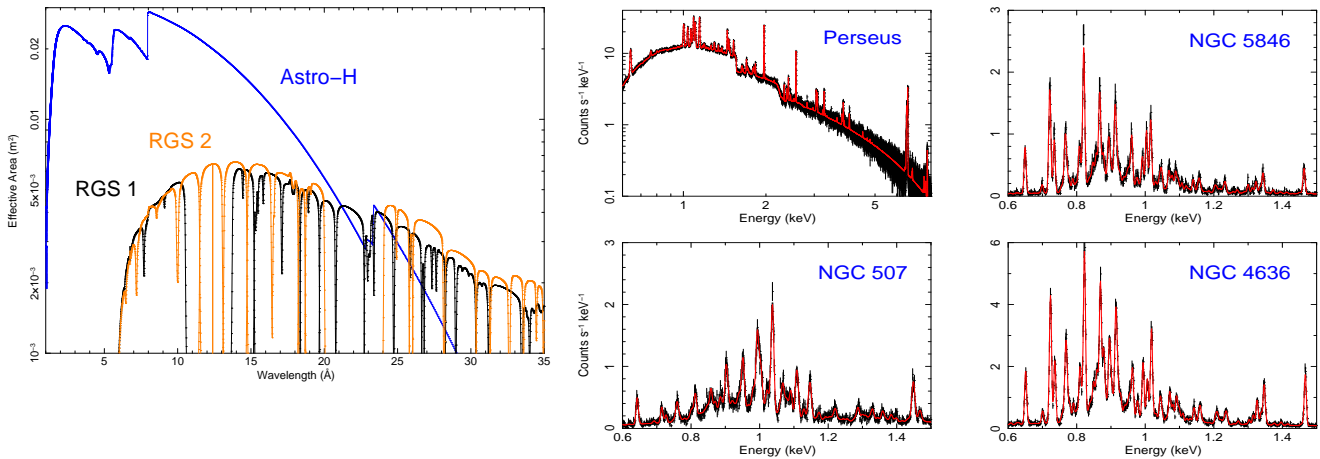 Effective Area (m²)
0.02
0.01
5×10⁻³
2×10⁻³
10⁻³
Astro−H
RGS 2
RGS 1
5 10 15 20 25 30 35
Wavelength (Å)
Counts s⁻¹ keV⁻¹
10
1
0.1
Perseus
1 2 5
Energy (keV)
3
2
1
0
NGC 5846
0.6 0.8 1 1.2 1.4
Energy (keV)
Counts s⁻¹ keV⁻¹
3
2
1
0
NGC 507
0.6 0.8 1 1.2 1.4
Energy (keV)
6
4
2
0
NGC 4636
0.6 0.8 1 1.2 1.4
Energy (keV)